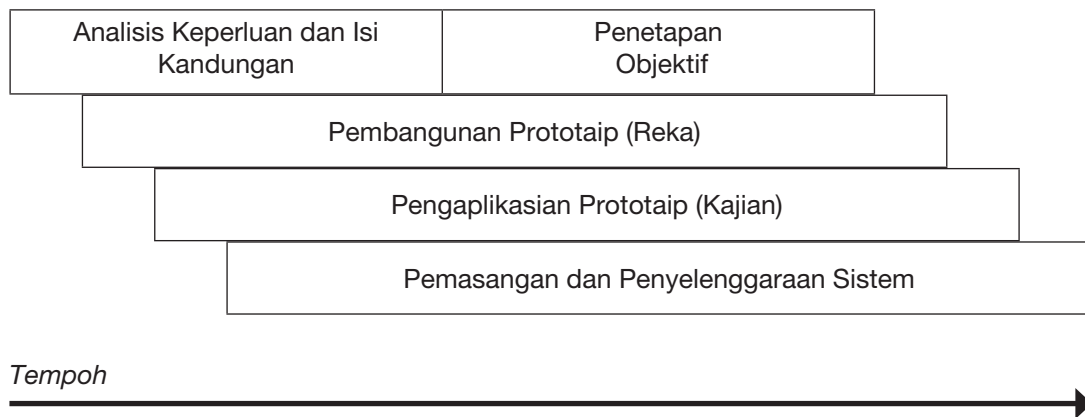 Analisis Keperluan dan Isi
Kandungan
Penetapan
Objektif
Pembangunan Prototaip (Reka)
Pengaplikasian Prototaip (Kajian)
Pemasangan dan Penyelenggaraan Sistem
Tempoh